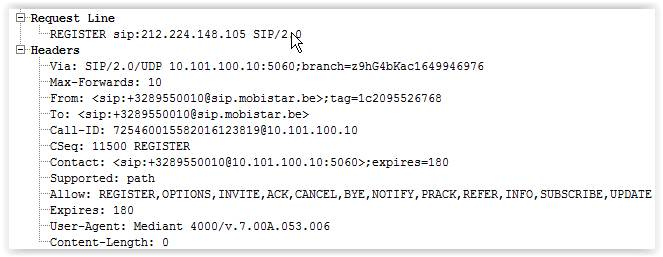 Request Line
REGISTER sip:212.224.148.105 SIP/2.0
Headers
Via: SIP/2.0/UDP 10.101.100.10:5060;branch=z9hG4bKac1649946976
Max-Forwards: 10
From: <sip:+3289550010@sip.mobistar.be>;tag=1c2095526768
To: <sip:+3289550010@sip.mobistar.be>
Call-ID: 725460015582016123819@10.101.100.10
CSeq: 11500 REGISTER
Contact: <sip:+3289550010@10.101.100.10:5060>;expires=180
Supported: path
Allow: REGISTER,OPTIONS,INVITE,ACK,CANCEL,BYE,NOTIFY,PRACK,REFER,INFO,SUBSCRIBE,UPDATE
Expires: 180
User-Agent: Mediant 4000/v.7.00A.053.006
Content-Length: 0